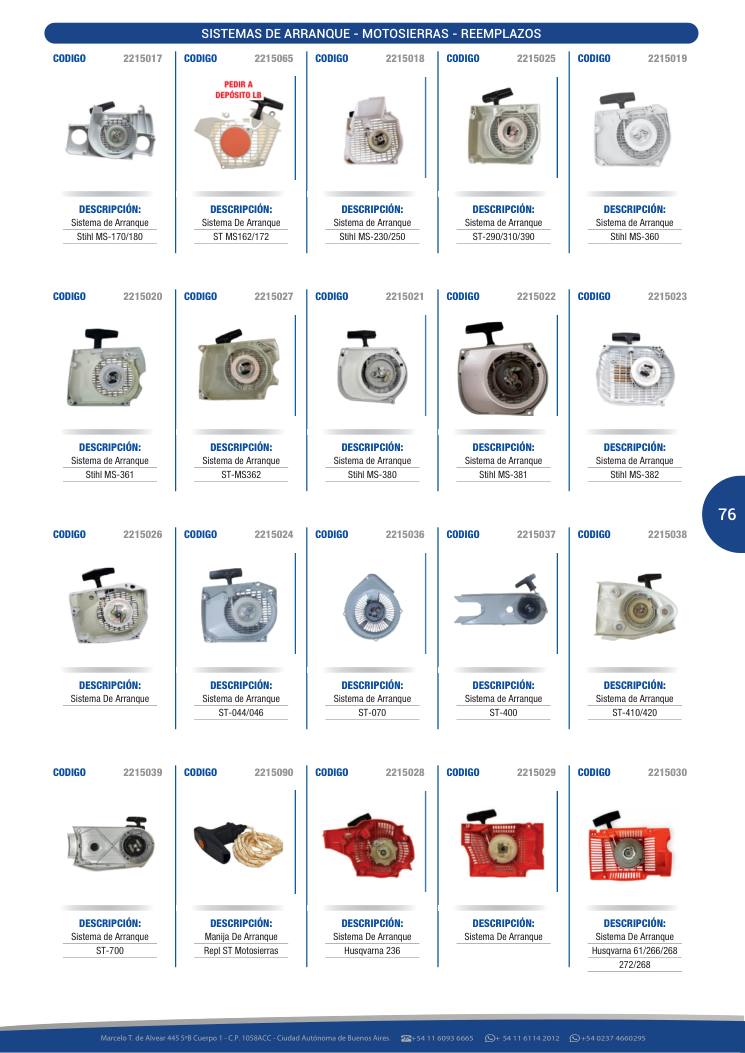 SISTEMAS DE ARRANQUE - MOTOSIERRAS - REEMPLAZOS
CODIGO 2215017
PEDIR A
DEPÓSITO LB
CODIGO 2215065
CODIGO 2215018
CODIGO 2215025
CODIGO 2215019
DESCRIPCIÓN:
Sistema de Arranque
Stihl MS-170/180
DESCRIPCIÓN:
Sistema De Arranque
ST MS162/172
DESCRIPCIÓN:
Sistema de Arranque
Stihl MS-230/250
DESCRIPCIÓN:
Sistema de Arranque
ST-290/310/390
DESCRIPCIÓN:
Sistema de Arranque
Stihl MS-360
CODIGO 2215020
CODIGO 2215027
CODIGO 2215021
CODIGO 2215022
CODIGO 2215023
DESCRIPCIÓN:
Sistema de Arranque
Stihl MS-361
DESCRIPCIÓN:
Sistema de Arranque
ST-MS362
DESCRIPCIÓN:
Sistema de Arranque
Stihl MS-380
DESCRIPCIÓN:
Sistema de Arranque
Stihl MS-381
DESCRIPCIÓN:
Sistema de Arranque
Stihl MS-382
76
CODIGO 2215026
CODIGO 2215024
CODIGO 2215036
CODIGO 2215037
CODIGO 2215038
DESCRIPCIÓN:
Sistema De Arranque
DESCRIPCIÓN:
Sistema de Arranque
ST-044/046
DESCRIPCIÓN:
Sistema de Arranque
ST-070
DESCRIPCIÓN:
Sistema de Arranque
ST-400
DESCRIPCIÓN:
Sistema de Arranque
ST-410/420
CODIGO 2215039
CODIGO 2215090
CODIGO 2215028
CODIGO 2215029
CODIGO 2215030
DESCRIPCIÓN:
Sistema de Arranque
ST-700
DESCRIPCIÓN:
Manija De Arranque
Repl ST Motosierras
DESCRIPCIÓN:
Sistema De Arranque
Husqvarna 236
DESCRIPCIÓN:
Sistema De Arranque
DESCRIPCIÓN:
Sistema De Arranque
Husqvarna 61/266/268
272/268
Marcelo T. de Alvear 445 5ºB Cuerpo 1 - C.P. 1058ACC - Ciudad Autónoma de Buenos Aires. +54 11 6093 6665 + 54 11 6114 2012 +54 0237 4660295